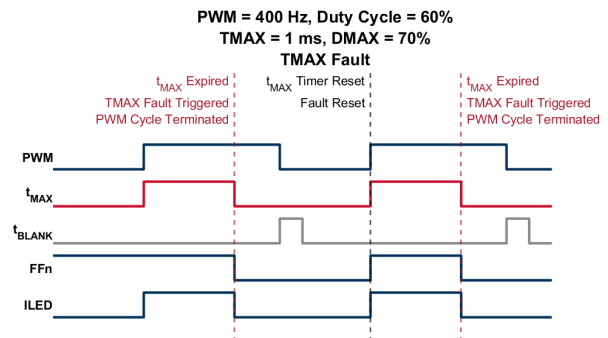 PWM = 400 Hz, Duty Cycle = 60%
TMAX = 1 ms, DMAX = 70%
TMAX Fault
tMAX Expired
TMAX Fault Triggered
PWM Cycle Terminated
tMAX Timer Reset
Fault Reset
tMAX Expired
TMAX Fault Triggered
PWM Cycle Terminated
PWM
tMAX
tBLANK
FFn
ILED